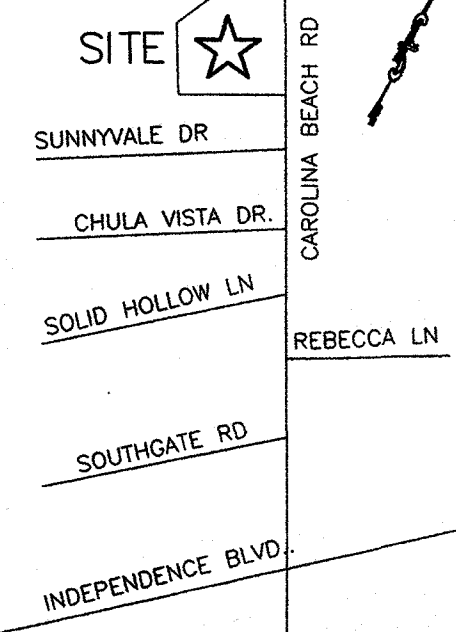 SITE
CAROLINA BEACH RD
SUNNYVALE DR
CHULA VISTA DR.
SOLID HOLLOW LN
REBECCA LN
SOUTHGATE RD
INDEPENDENCE BLVD.